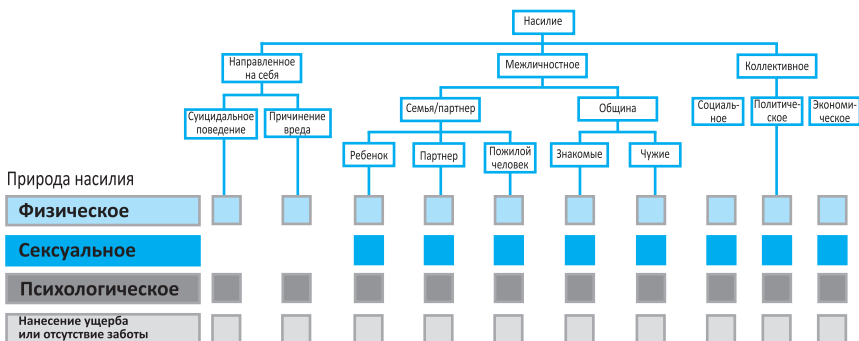 Насилие
Направленное
на себя
Межличностное
Коллективное
Суицидальное
поведение
Причинение
вреда
Семья/партнер
Община
Социаль-
ное
Политиче-
ское
Экономи-
ческое
Ребенок
Партнер
Пожилой
человек
Знакомые
Чужие
Природа насилия
Физическое
Сексуальное
Психологическое
Нанесение ущерба
или отсутствие заботы